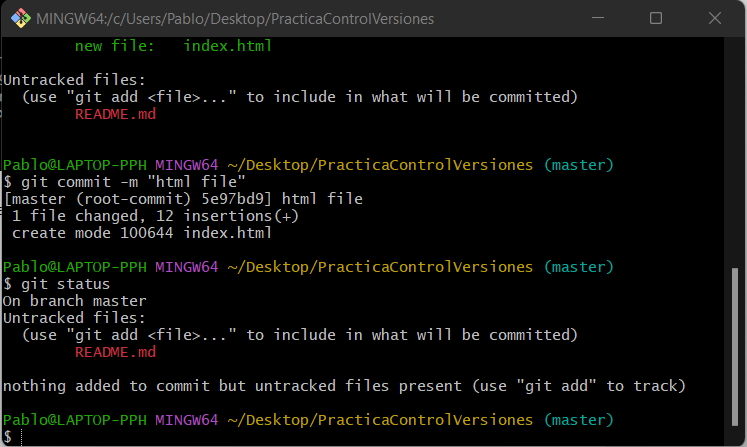 MINGW64:/c/Users/Pablo/Desktop/PracticaControlVersiones
new file:   index.html
Untracked files:
(use "git add <file>..." to include in what will be committed)
README.md
Pablo@LAPTOP-PPH MINGW64 ~/Desktop/PracticaControlVersiones (master)
$ git commit -m "html file"
[master (root-commit) 5e97bd9] html file
1 file changed, 12 insertions(+)
create mode 100644 index.html
Pablo@LAPTOP-PPH MINGW64 ~/Desktop/PracticaControlVersiones (master)
$ git status
On branch master
Untracked files:
(use "git add <file>..." to include in what will be committed)
README.md
nothing added to commit but untracked files present (use "git add" to track)
Pablo@LAPTOP-PPH MINGW64 ~/Desktop/PracticaControlVersiones (master)
$